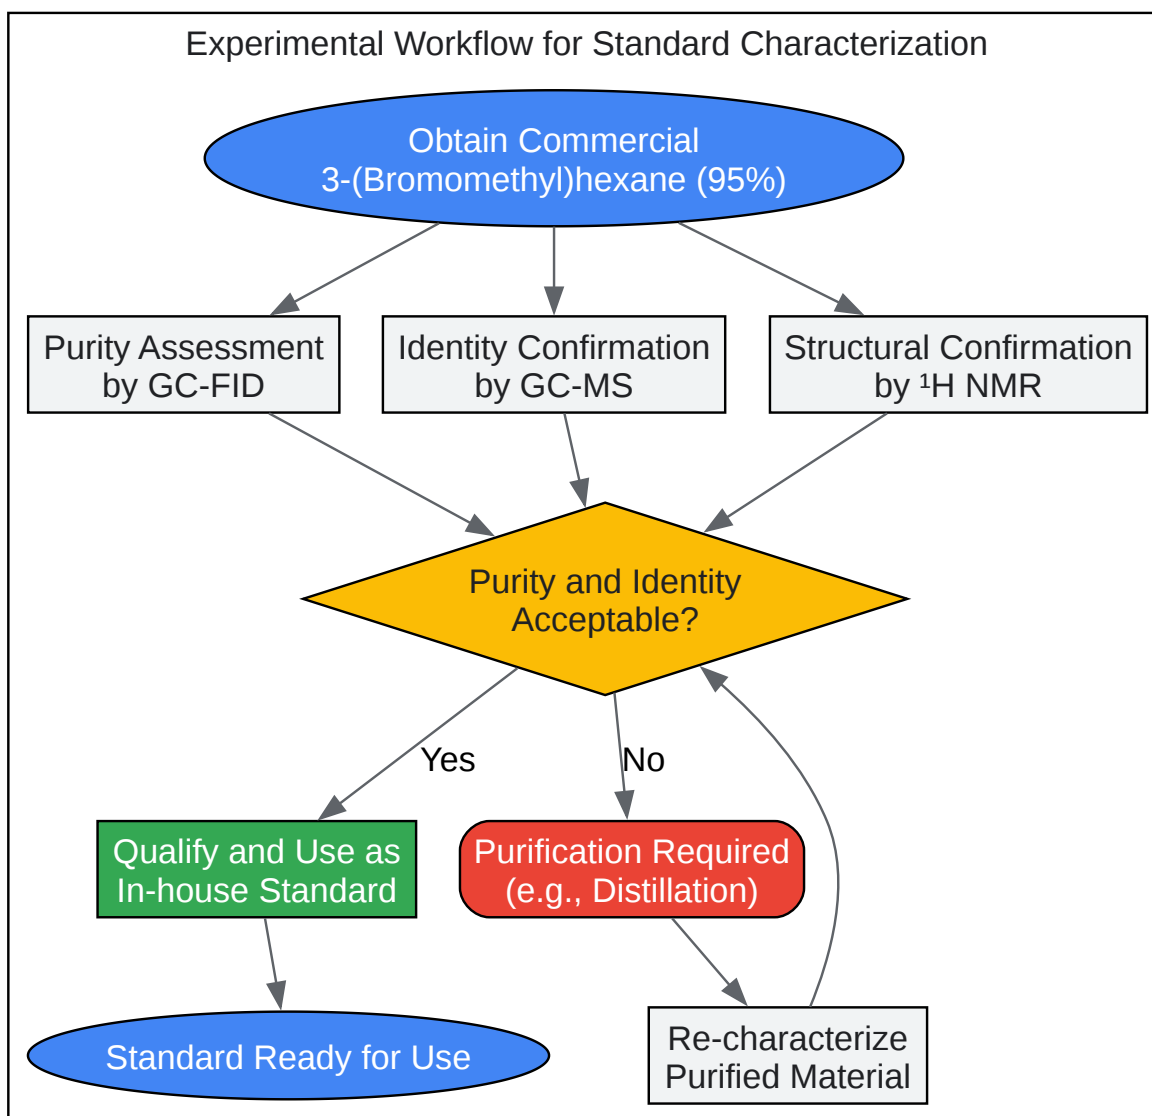 Experimental Workflow for Standard Characterization
Obtain Commercial
3-(Bromomethyl)hexane (95%)
Purity Assessment
by GC-FID
Identity Confirmation
by GC-MS
Structural Confirmation
by ¹H NMR
Purity and Identity
Acceptable?
Yes
No
Qualify and Use as
In-house Standard
Purification Required
(e.g., Distillation)
Standard Ready for Use
Re-characterize
Purified Material